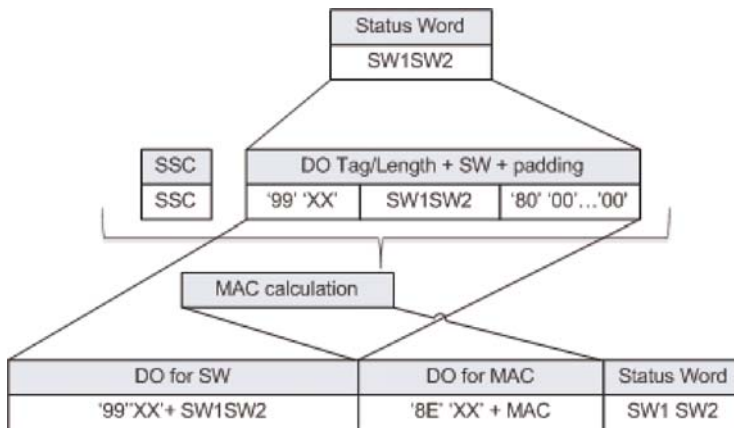 Status Word
SW1SW2
SSC
DO Tag/Length + SW + padding
SSC
'99' 'XX'
SW1SW2
'80' '00'...'00'
MAC calculation
DO for SW
DO for MAC
Status Word
'99''XX'+ SW1SW2
'8E' 'XX' + MAC
SW1 SW2